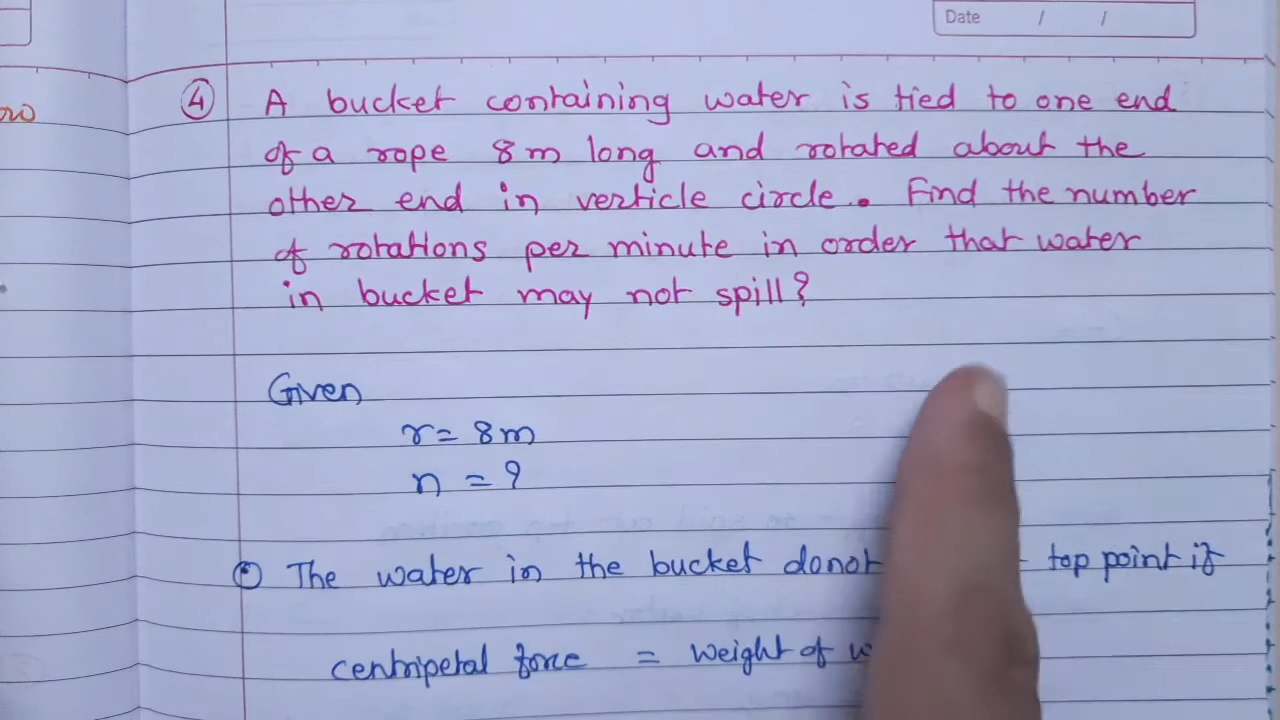 Date / /
④ A bucket containing water is tied to one end
of a rope 8m long and rotated about the
other end in verticle circle. Find the number
of rotations per minute in order that water
in bucket may not spill?
Given
r = 8m
n = ?
The water in the bucket donot top point if
centripetal force = weight of